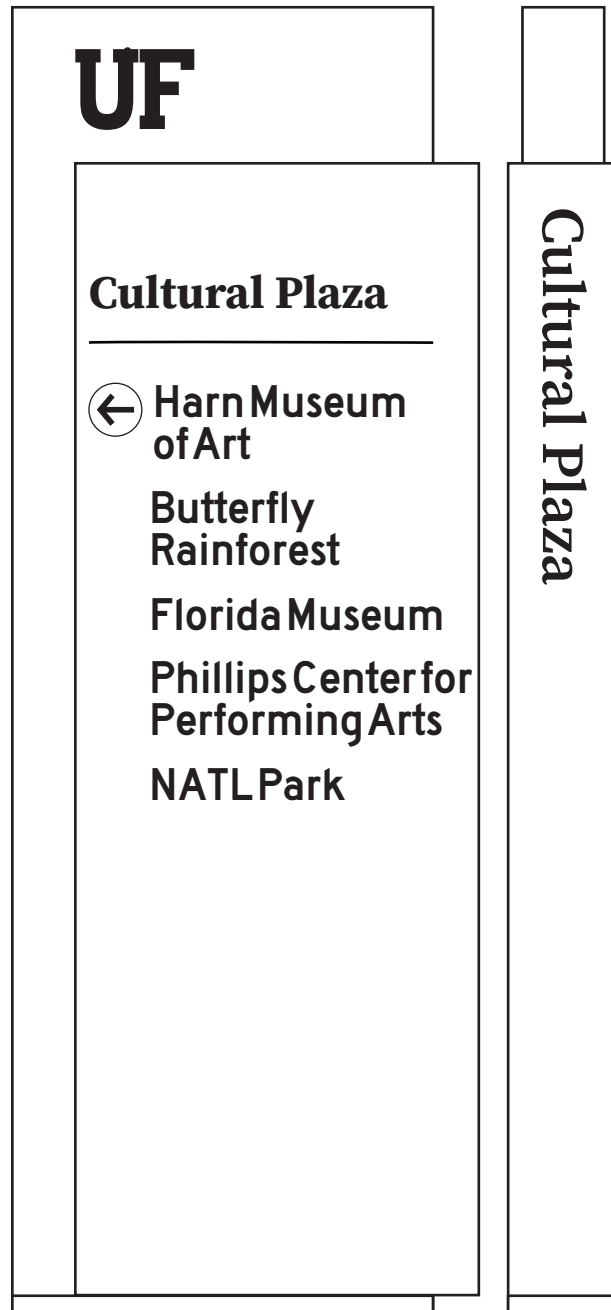 UF
Cultural Plaza
Harn Museum
of Art
Butterfly
Rainforest
Florida Museum
Phillips Center for
Performing Arts
NATL Park
Cultural Plaza